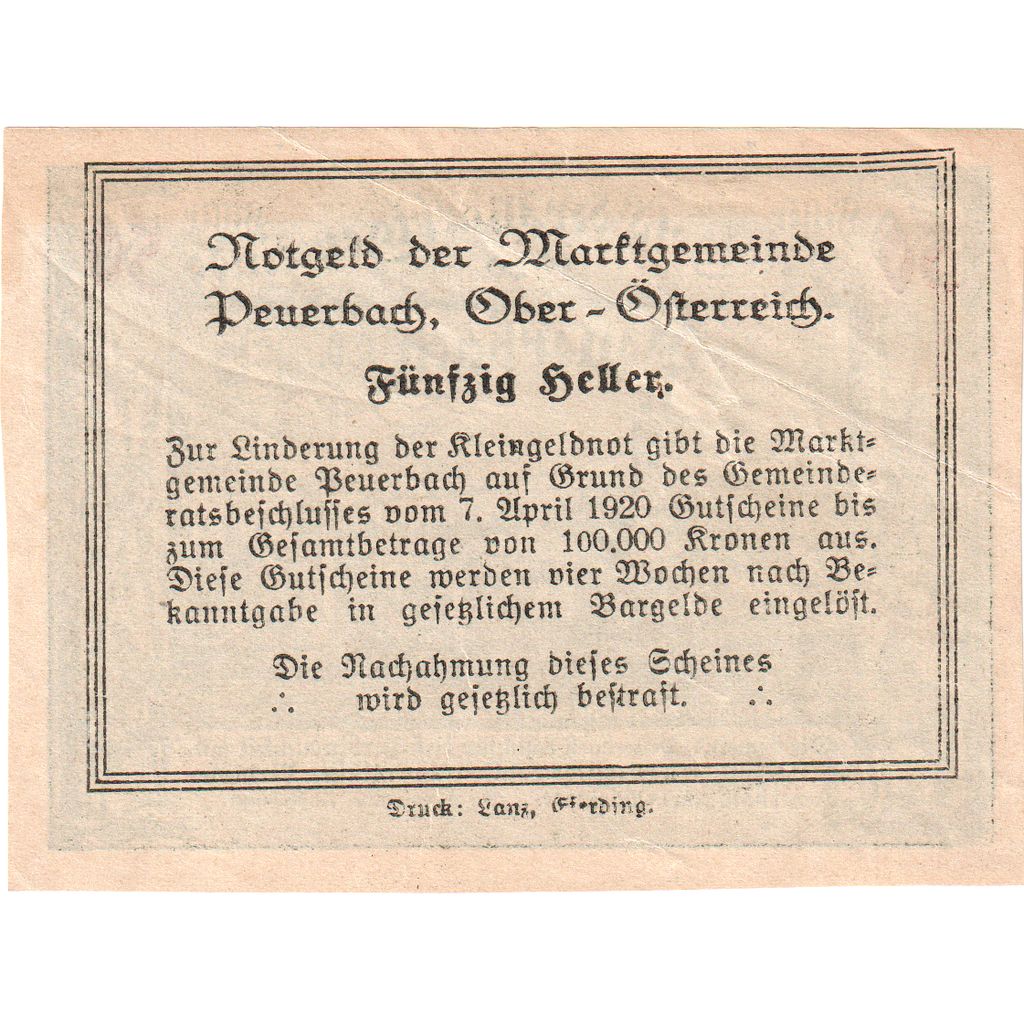 Notgeld der Marktgemeinde
Peuerbach, Ober-Österreich.
Fünfzig Heller.
Zur Linderung der Kleingeldnot gibt die Markt-
gemeinde Peuerbach auf Grund des Gemeinde-
ratsbeschlusses vom 7. April 1920 Gutscheine bis
zum Gesamtbetrage von 100.000 Kronen aus.
Diese Gutscheine werden vier Wochen nach Be-
kanntgabe in gesetzlichem Bargelde eingelöst.
Die Nachahmung dieses Scheines
∴ wird gesetzlich bestraft. ∴
Druck: Lanz, Eferding.